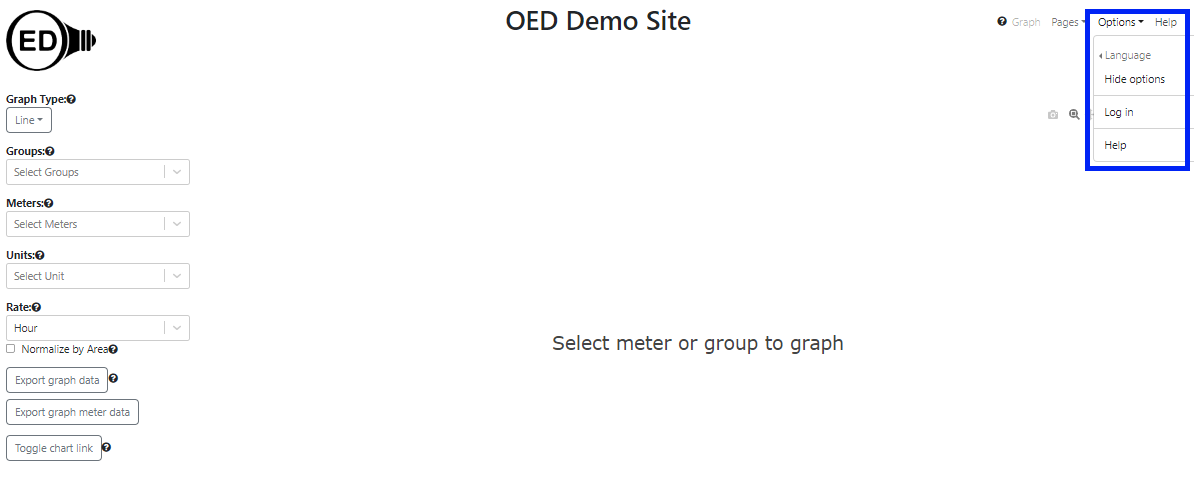 ED
OED Demo Site
Graph Pages Options Help
Language
Hide options
Log in
Help
Graph Type:
Line
Groups:
Select Groups
Meters:
Select Meters
Units:
Select Unit
Rate:
Hour
Normalize by Area
Export graph data
Export graph meter data
Toggle chart link
Select meter or group to graph